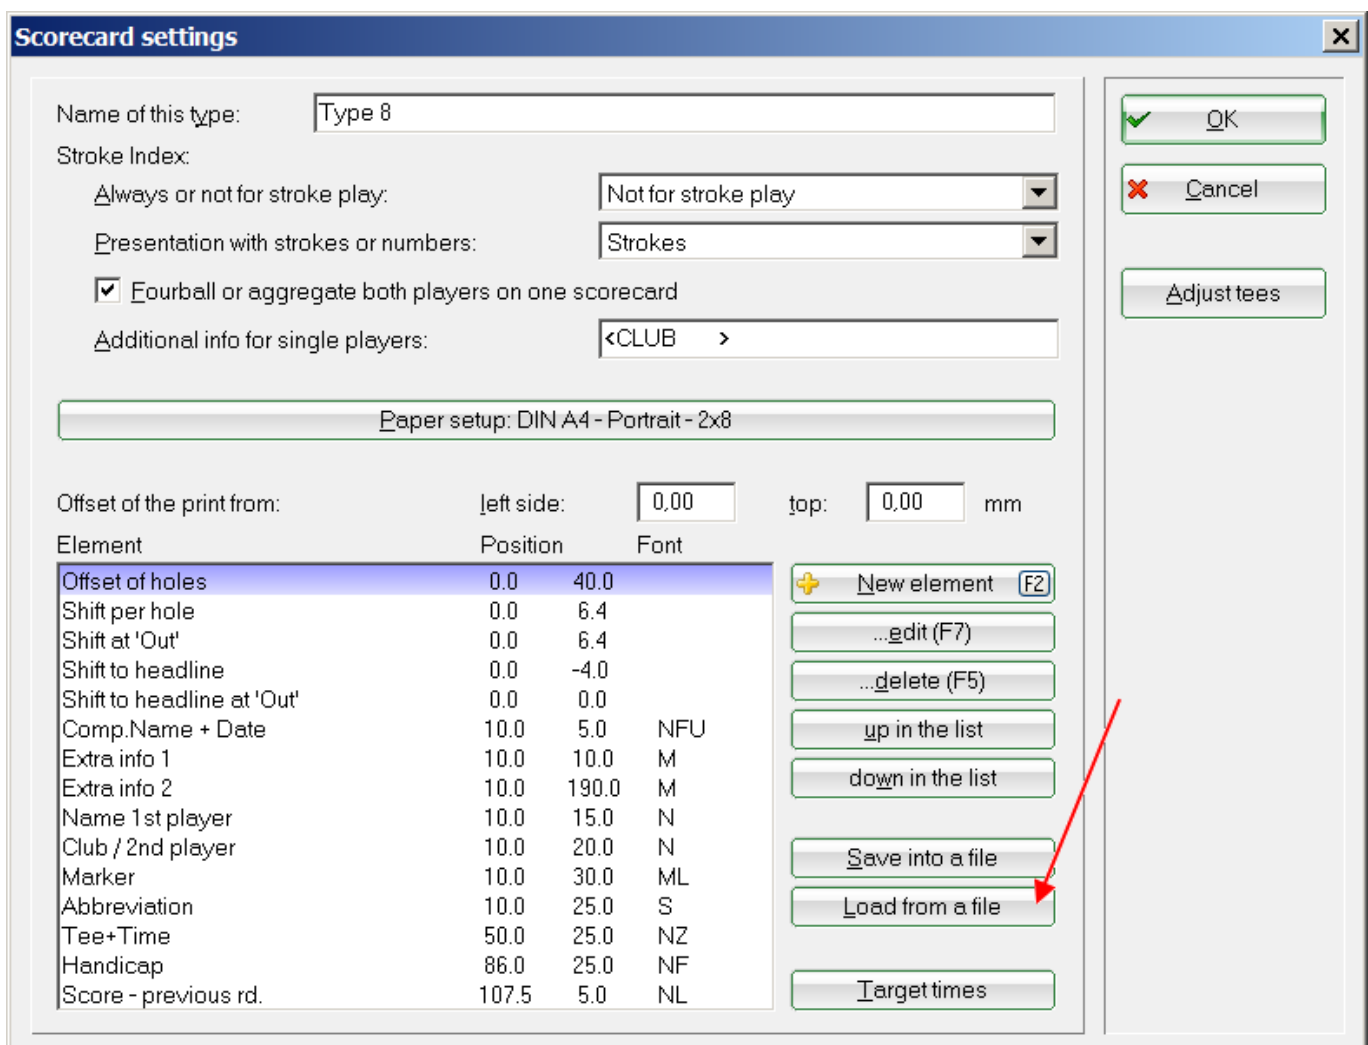 Scorecard settings
Name of this type: Type 8
Stroke Index:
Always or not for stroke play: Not for stroke play
Presentation with strokes or numbers: Strokes
Fourball or aggregate both players on one scorecard
Additional info for single players: <CLUB >
Paper setup: DIN A4 - Portrait - 2x8
Offset of the print from: left side: 0,00 top: 0,00 mm
Element Position Font
Offset of holes 0.0 40.0
Shift per hole 0.0 6.4
Shift at 'Out' 0.0 6.4
Shift to headline 0.0 -4.0
Shift to headline at 'Out' 0.0 0.0
Comp.Name + Date 10.0 5.0 NFU
Extra info 1 10.0 10.0 M
Extra info 2 10.0 190.0 M
Name 1st player 10.0 15.0 N
Club / 2nd player 10.0 20.0 N
Marker 10.0 30.0 ML
Abbreviation 10.0 25.0 S
Tee+Time 50.0 25.0 NZ
Handicap 86.0 25.0 NF
Score - previous rd. 107.5 5.0 NL
New element F2
...edit (F7)
...delete (F5)
up in the list
down in the list
Save into a file
Load from a file
Target times
OK
Cancel
Adjust tees